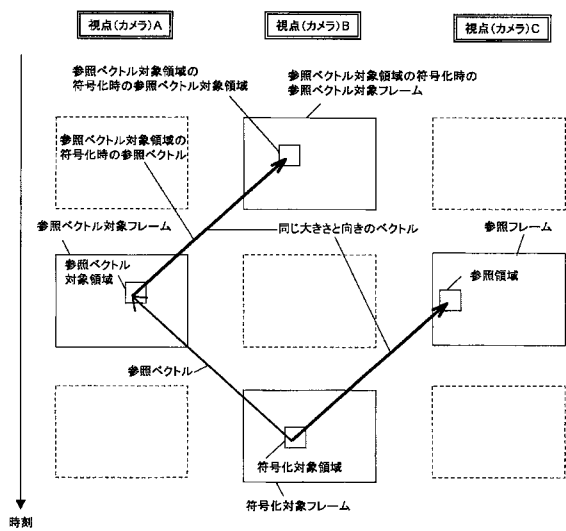 視点(カメラ)A
視点(カメラ)B
視点(カメラ)C
参照ベクトル対象領域の
符号化時の参照ベクトル対象領域
参照ベクトル対象領域の符号化時の
参照ベクトル対象フレーム
参照ベクトル対象領域の
符号化時の参照ベクトル
参照ベクトル対象フレーム
同じ大きさと向きのベクトル
参照フレーム
参照ベクトル
対象領域
参照領域
参照ベクトル
符号化対象領域
符号化対象フレーム
時刻